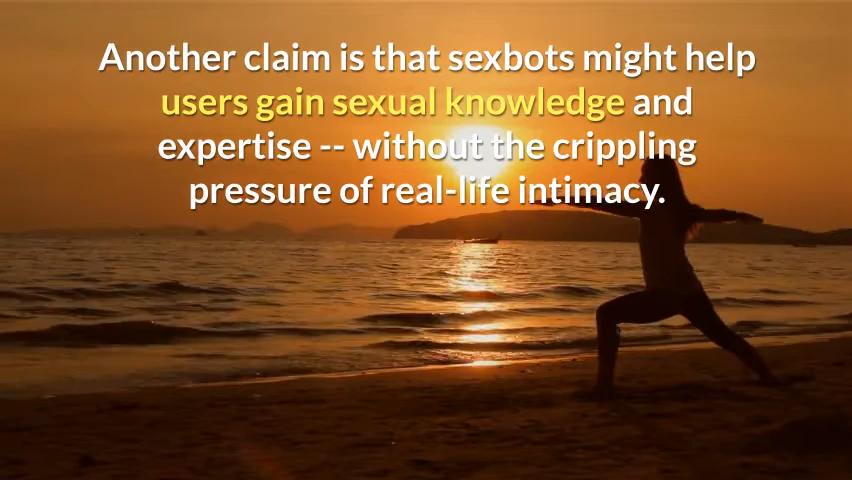 Another claim is that sexbots might help
users gain sexual knowledge and
expertise -- without the crippling
pressure of real-life intimacy.